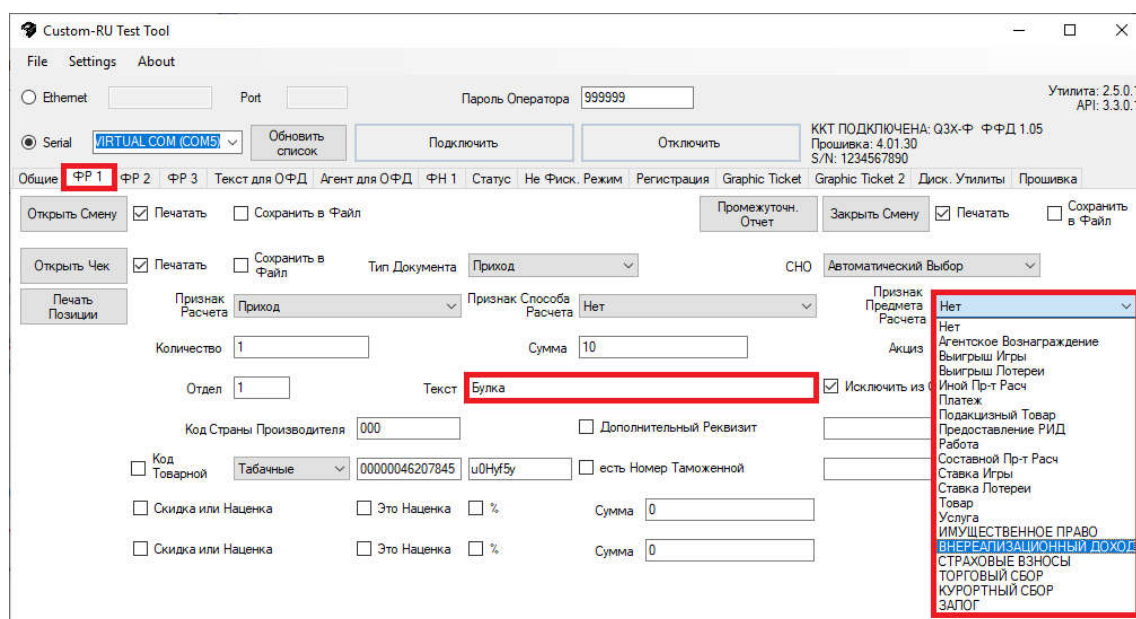 Custom-RU Test Tool
File Settings About
Ethernet Port Пароль Оператора 999999 Утилита: 2.5.0.1
API: 3.3.0.1
Serial VIRTUAL COM (COM5) Обновить список Подключить Отключить ККТ ПОДКЛЮЧЕНА: Q3X-Ф ФФД 1.05
Прошивка: 4.01.30
S/N: 1234567890
Общие ФР 1 ФР 2 ФР 3 Текст для ОФД Агент для ОФД ФН 1 Статус Не Фиск. Режим Регистрация Graphic Ticket Graphic Ticket 2 Диск. Утилиты Прошивка
Открыть Смену Печатать Сохранить в Файл Промежуточн. Отчет Закрыть Смену Печатать Сохранить в Файл
Открыть Чек Печатать Сохранить в Файл Тип Документа Приход СНО Автоматический Выбор
Печать Позиции Признак Расчета Приход Признак Способа Расчета Нет Признак Предмета Расчета Нет
Количество 1 Сумма 10 Акциз
Отдел 1 Текст Булка Исключить из
Код Страны Производителя 000 Дополнительный Реквизит
Код Товарной Табачные 00000046207845 u0Hyf5y есть Номер Таможенной
Скидка или Наценка Это Наценка % Сумма 0
Скидка или Наценка Это Наценка % Сумма 0
Нет
Агентское Вознаграждение
Выигрыш Игры
Выигрыш Лотереи
Иной Пр-т Расч
Платеж
Подакцизный Товар
Предоставление РИД
Работа
Составной Пр-т Расч
Ставка Игры
Ставка Лотереи
Товар
Услуга
ИМУЩЕСТВЕННОЕ ПРАВО
ВНЕРЕАЛИЗАЦИОННЫЙ ДОХОД
СТРАХОВЫЕ ВЗНОСЫ
ТОРГОВЫЙ СБОР
КУРОРТНЫЙ СБОР
ЗАЛОГ